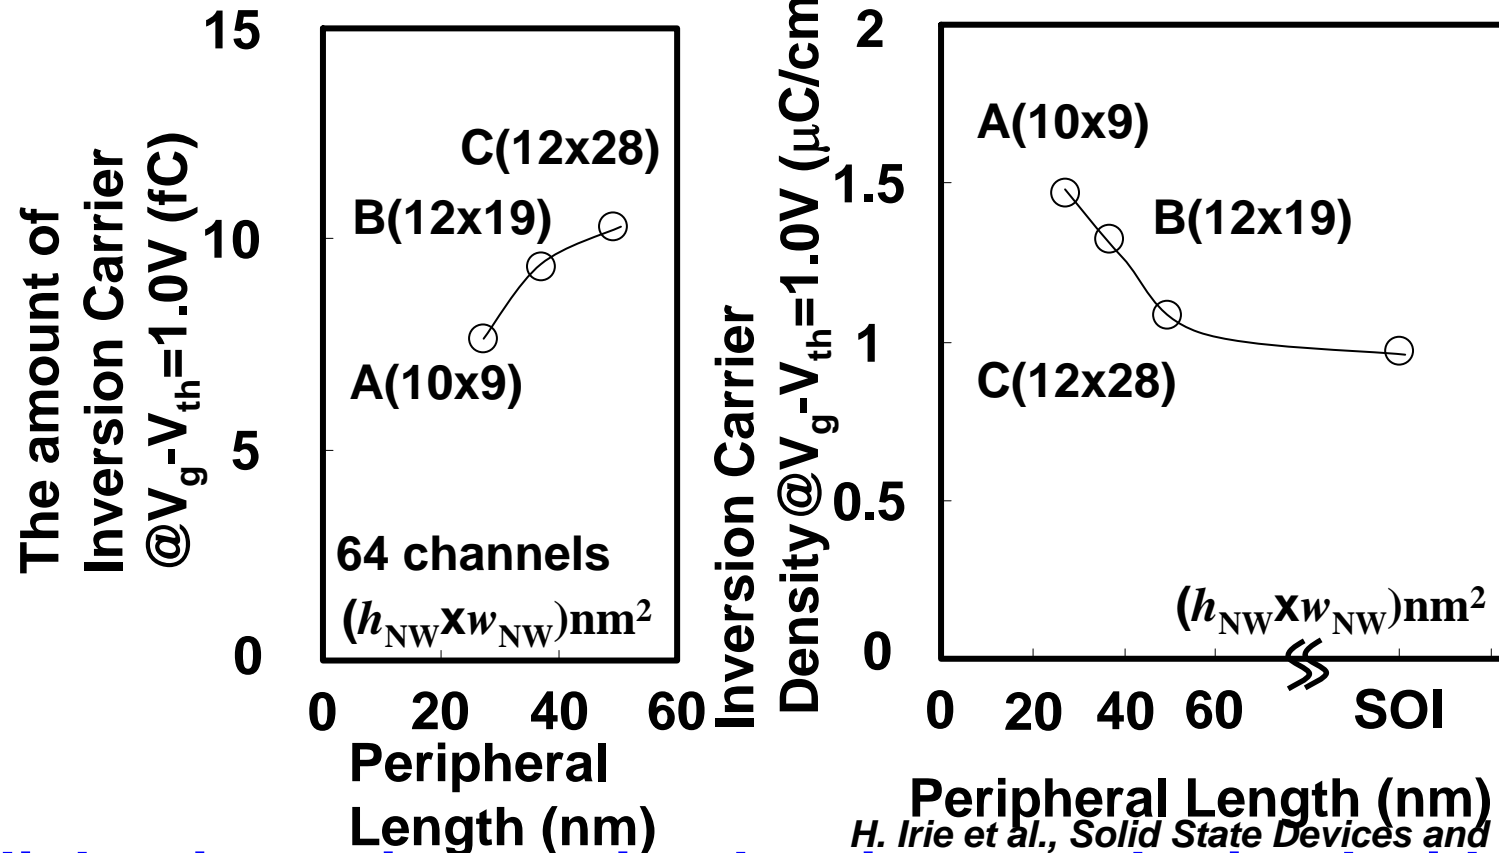 The amount of
Inversion Carrier
@Vg-Vth=1.0V (fC)
15
10
5
0
C(12x28)
B(12x19)
A(10x9)
64 channels
(hNWxwNW)nm²
0 20 40 60
Peripheral
Length (nm)
Inversion Carrier
Density@Vg-Vth=1.0V (μC/cm
2
1.5
1
0.5
0
A(10x9)
B(12x19)
C(12x28)
(hNWxwNW)nm²
0 20 40 60 SOI
Peripheral Length (nm)
H. Irie et al., Solid State Devices and